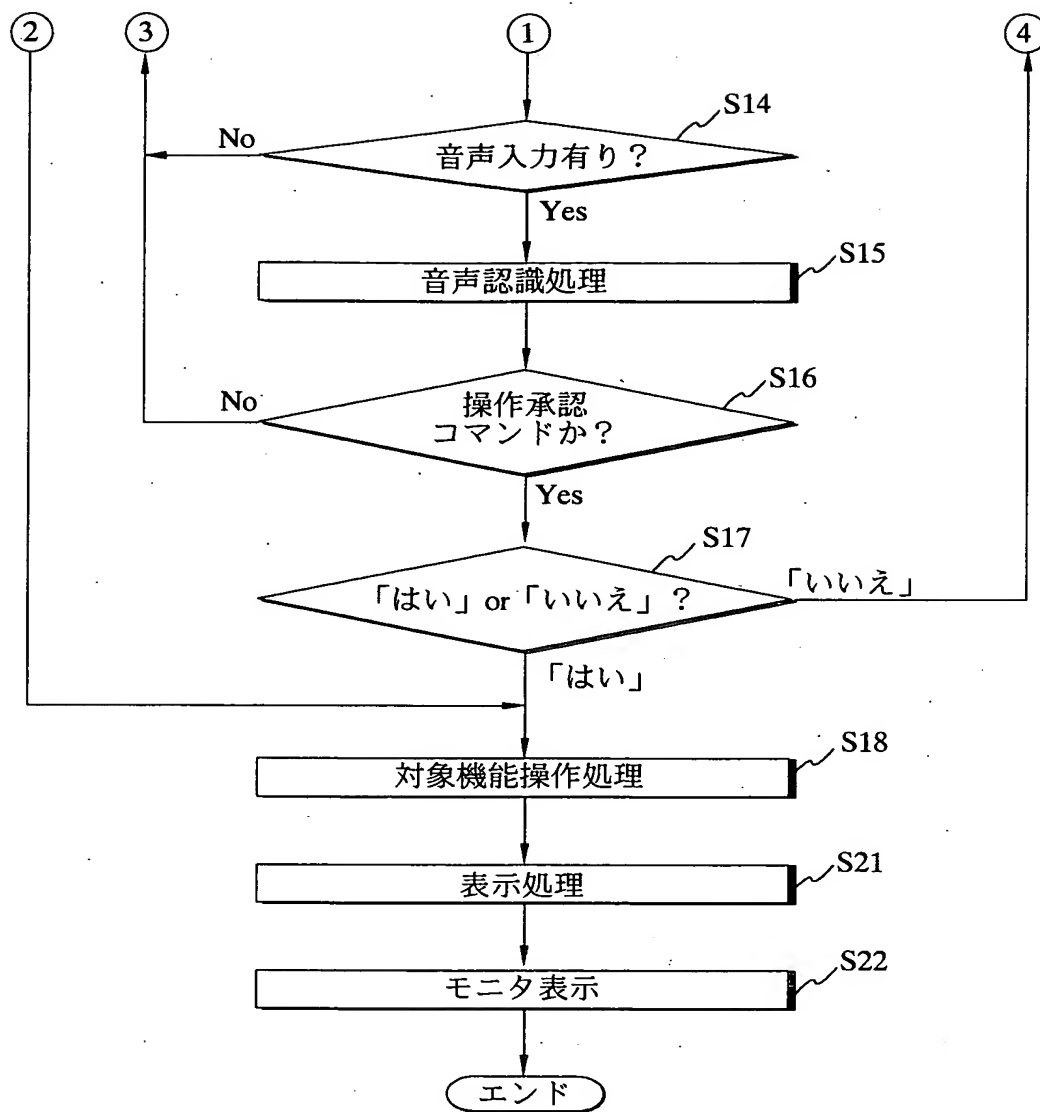 ② ③ ① ④
S14
No
音声入力有り？
Yes
S15
音声認識処理
S16
No
操作承認
コマンドか？
Yes
S17
「はい」or「いいえ」？
「いいえ」
「はい」
S18
対象機能操作処理
S21
表示処理
S22
モニタ表示
エンド